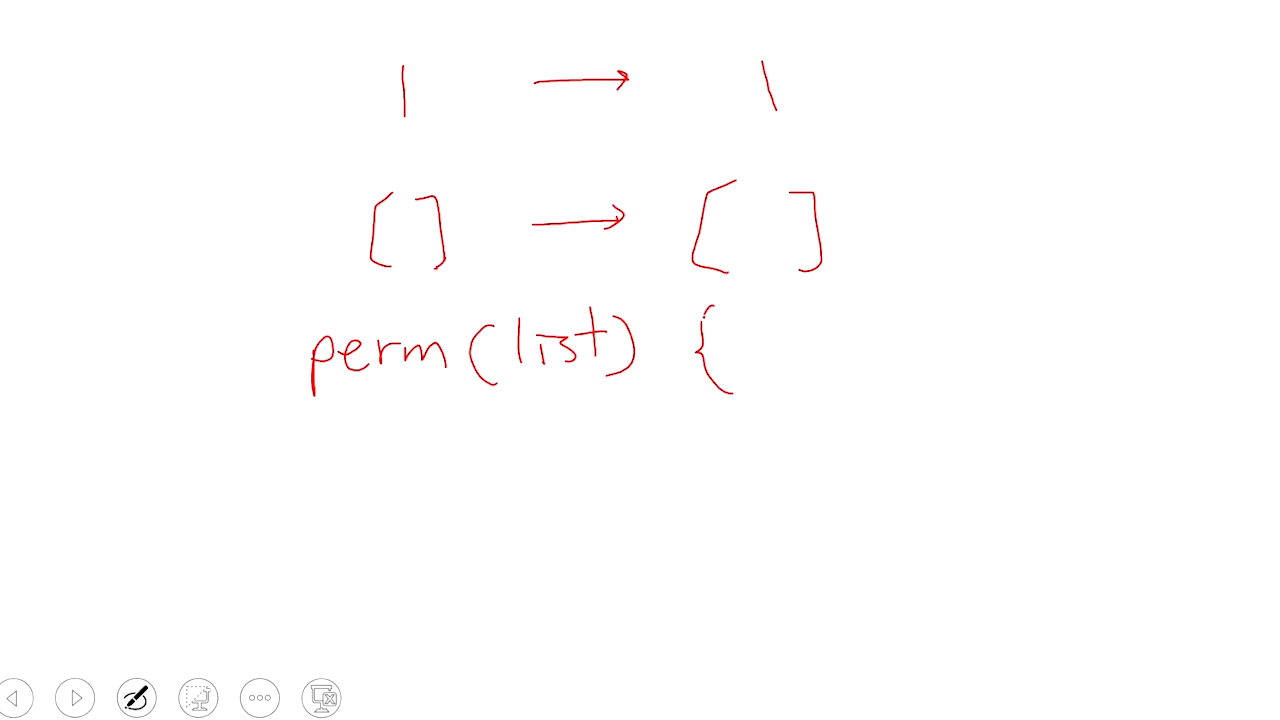 1 → 1
[ ] → [ ]
perm(list) {